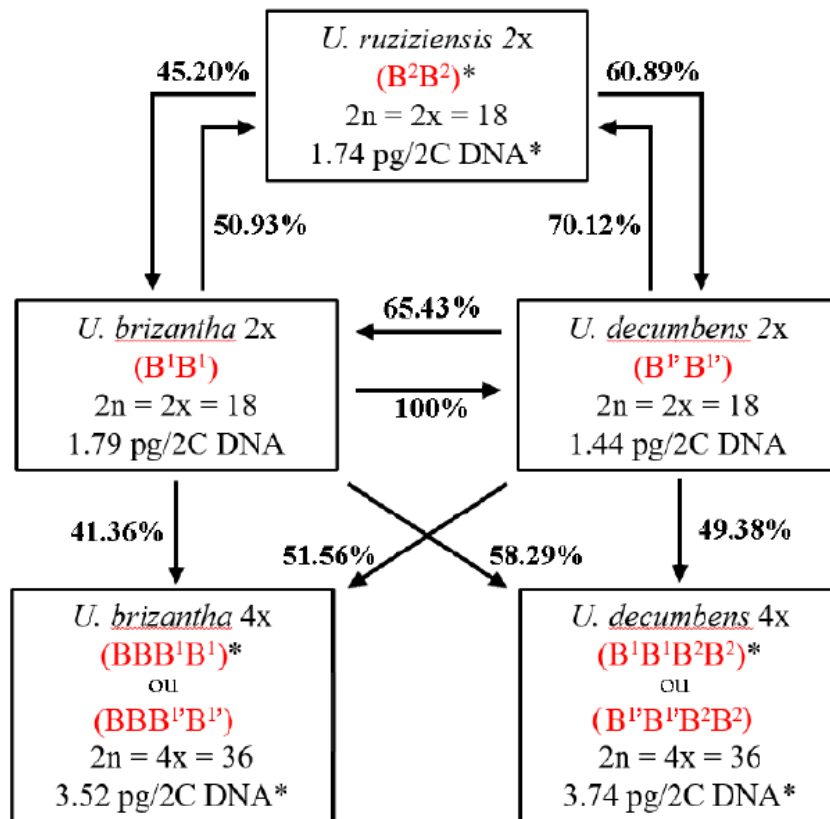 U. ruziziensis 2x
(B²B²)*
2n = 2x = 18
1.74 pg/2C DNA*
45.20%
60.89%
50.93%
70.12%
U. brizantha 2x
(B¹B¹)
2n = 2x = 18
1.79 pg/2C DNA
65.43%
100%
U. decumbens 2x
(B¹'B¹')
2n = 2x = 18
1.44 pg/2C DNA
41.36%
51.56%
58.29%
49.38%
U. brizantha 4x
(BBB¹B¹)*
ou
(BBB¹'B¹')
2n = 4x = 36
3.52 pg/2C DNA*
U. decumbens 4x
(B¹B¹B²B²)*
ou
(B¹'B¹'B²B²)
2n = 4x = 36
3.74 pg/2C DNA*